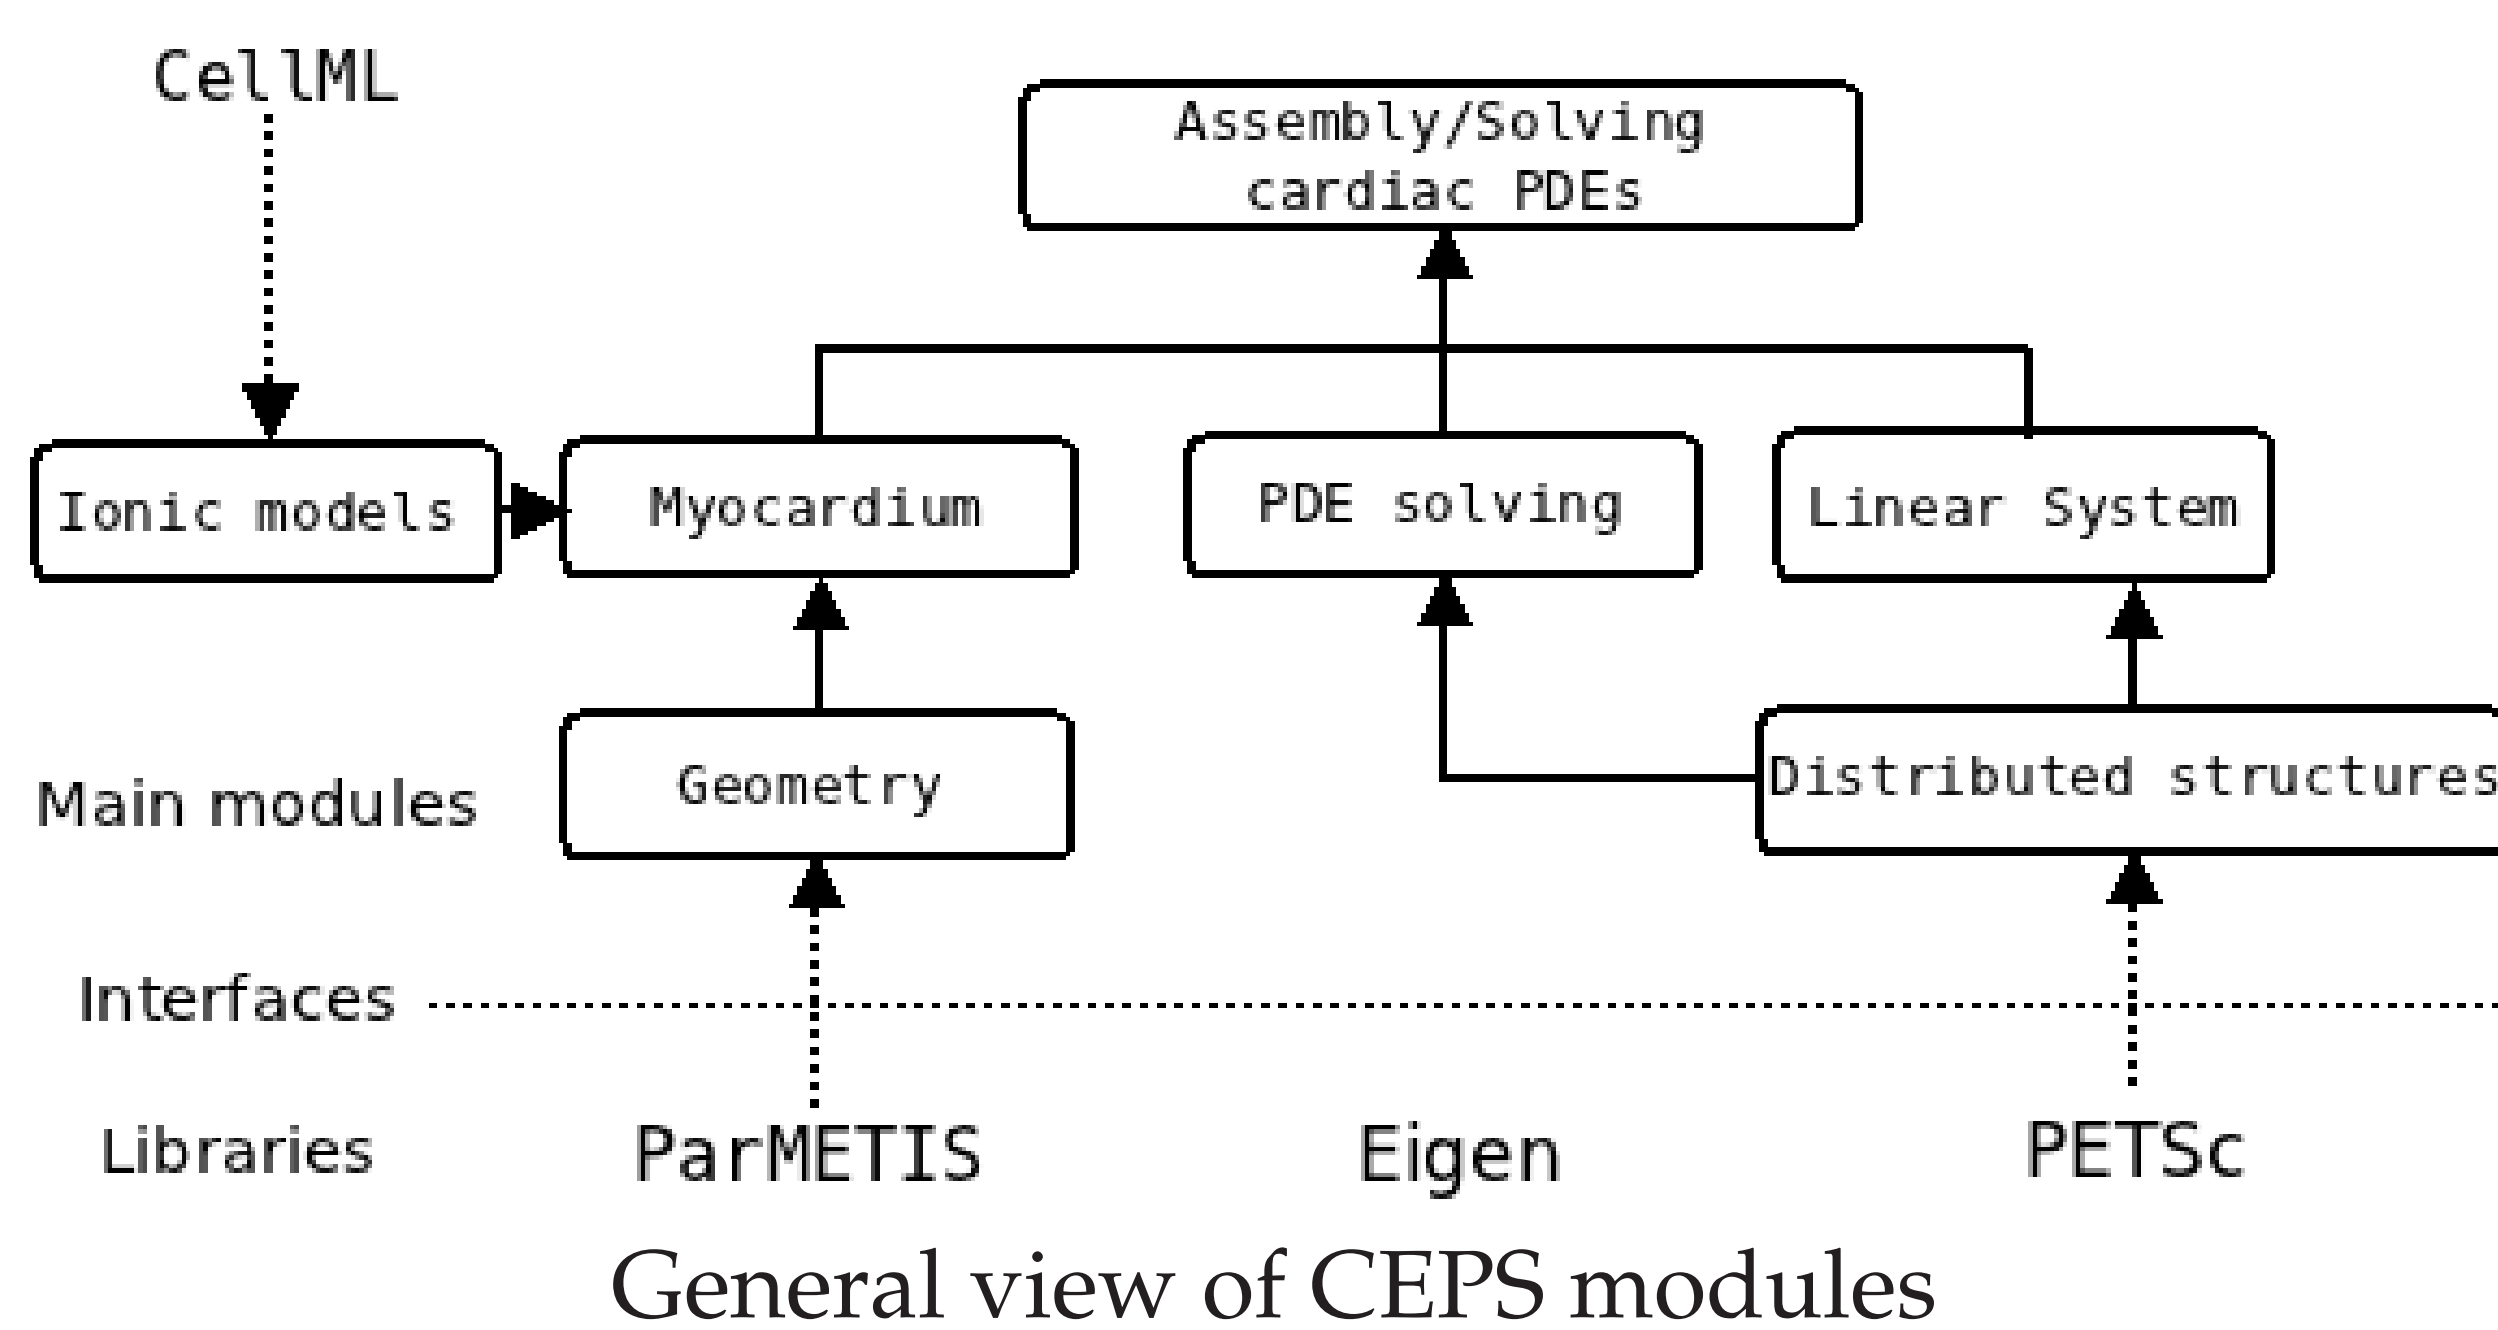 CellML
Assembly/Solving
cardiac PDEs
Ionic models
Myocardium
PDE solving
Linear System
Main modules
Geometry
Distributed structures
Interfaces
Libraries
ParMETIS
Eigen
PETSc
General view of CEPS modules